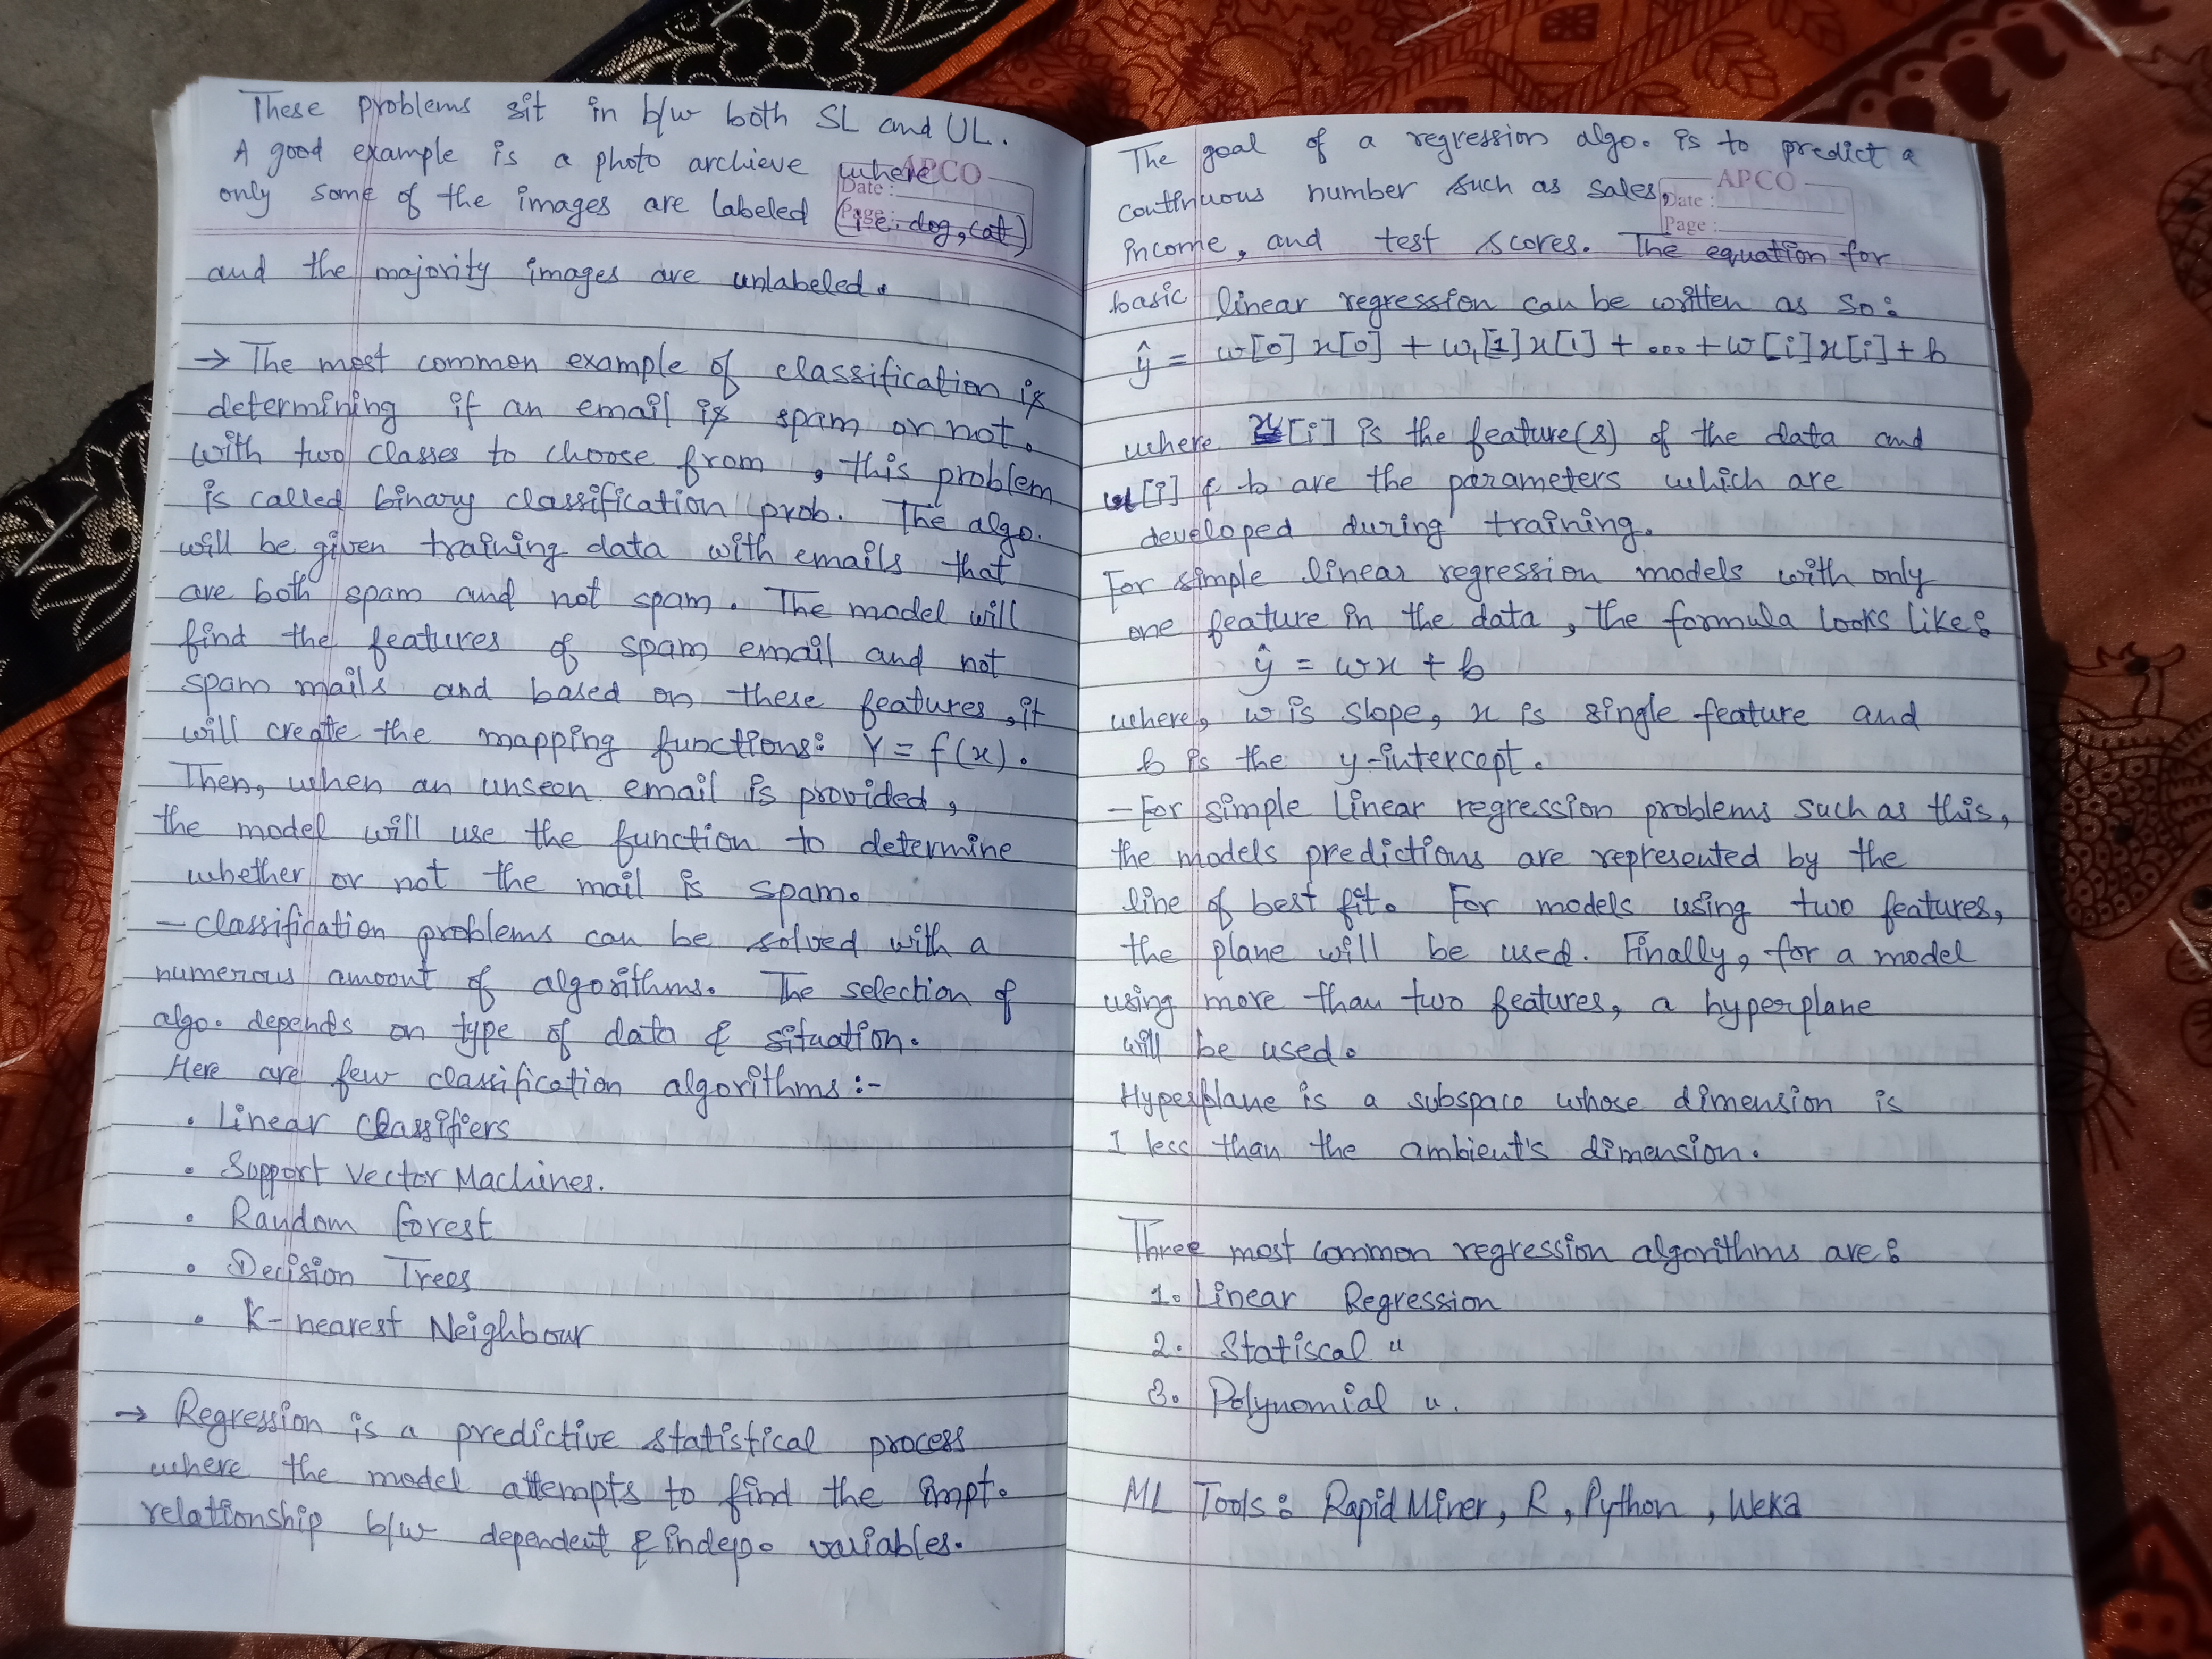 These problems sit in b/w both SL and UL.
A good example is a photo archieve where
only some of the images are labeled (i.e. dog, cat)
APCO
Date :
Page :
and the majority images are unlabeled.
→ The most common example of classification is
determining if an email is spam or not.
with two classes to choose from, this problem
is called binary classification prob. The algo.
will be given training data with emails that
are both spam and not spam. The model will
find the features of spam email and not
spam mails and based on these features, it
will create the mapping functions: Y = f(x).
Then, when an unseen email is provided,
the model will use the function to determine
whether or not the mail is spam.
- classification problems can be solved with a
numerous amount of algorithms. The selection of
algo. depends on type of data & situation.
Here are few classification algorithms :-
• Linear Classifiers
• Support Vector Machines.
• Random forest
• Decision Trees
• K-nearest Neighbour
→ Regression is a predictive statistical process
where the model attempts to find the impt.
relationship b/w dependent & indep. variables.
The goal of a regression algo. is to predict a
continuous number such as sales,
APCO
Date :
Page :
income, and test scores. The equation for
basic linear regression can be written as so:
ŷ = w[0] x[0] + w[1] x[i] + ... + w[i] x[i] + b
where x[i] is the feature(s) of the data and
w[i] & b are the parameters which are
developed during training.
For simple linear regression models with only
one feature in the data, the formula looks like:
ŷ = wx + b
where, w is slope, x is single feature and
b is the y-intercept.
- For simple linear regression problems such as this,
the models predictions are represented by the
line of best fit. For models using two features,
the plane will be used. Finally, for a model
using more than two features, a hyperplane
will be used.
Hyperplane is a subspace whose dimension is
1 less than the ambient's dimension.
Three most common regression algorithms are:
1. Linear Regression
2. Statiscal "
3. Polynomial ".
ML Tools: Rapid Miner, R, Python, Weka